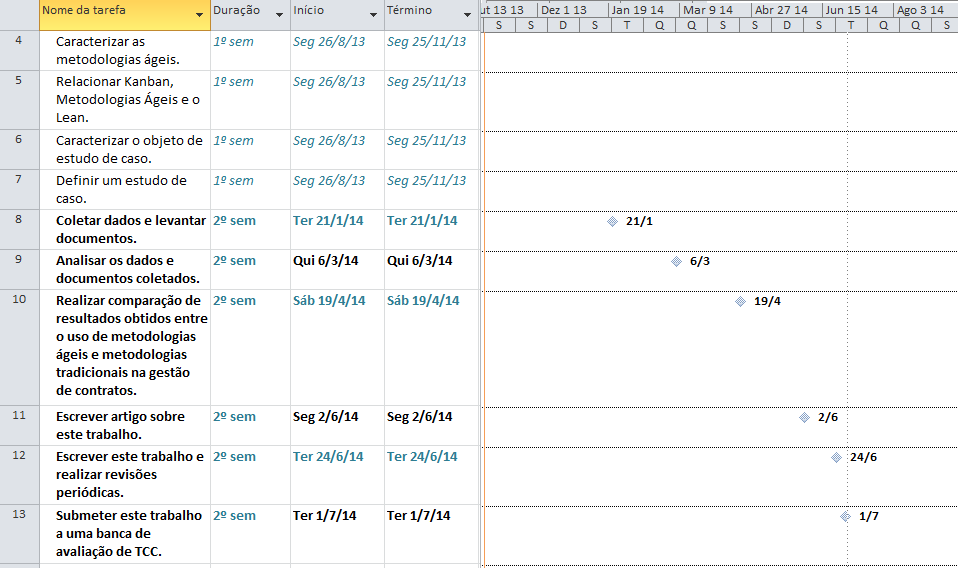 Nome da tarefa Duração Início Término ut 13 13 Dez 1 13 Jan 19 14 Mar 9 14 Abr 27 14 Jun 15 14 Ago 3 14
S S D S T Q Q S D S T Q Q S
4 Caracterizar as 1º sem Seg 26/8/13 Seg 25/11/13
metodologias ágeis.
5 Relacionar Kanban, 1º sem Seg 26/8/13 Seg 25/11/13
Metodologias Ágeis e o
Lean.
6 Caracterizar o objeto de 1º sem Seg 26/8/13 Seg 25/11/13
estudo de caso.
7 Definir um estudo de 1º sem Seg 26/8/13 Seg 25/11/13
caso.
8 Coletar dados e levantar 2º sem Ter 21/1/14 Ter 21/1/14 21/1
documentos.
9 Analisar os dados e 2º sem Qui 6/3/14 Qui 6/3/14 6/3
documentos coletados.
10 Realizar comparação de 2º sem Sáb 19/4/14 Sáb 19/4/14 19/4
resultados obtidos entre
o uso de metodologias
ágeis e metodologias
tradicionais na gestão
de contratos.
11 Escrever artigo sobre 2º sem Seg 2/6/14 Seg 2/6/14 2/6
este trabalho.
12 Escrever este trabalho e 2º sem Ter 24/6/14 Ter 24/6/14 24/6
realizar revisões
periódicas.
13 Submeter este trabalho 2º sem Ter 1/7/14 Ter 1/7/14 1/7
a uma banca de
avaliação de TCC.